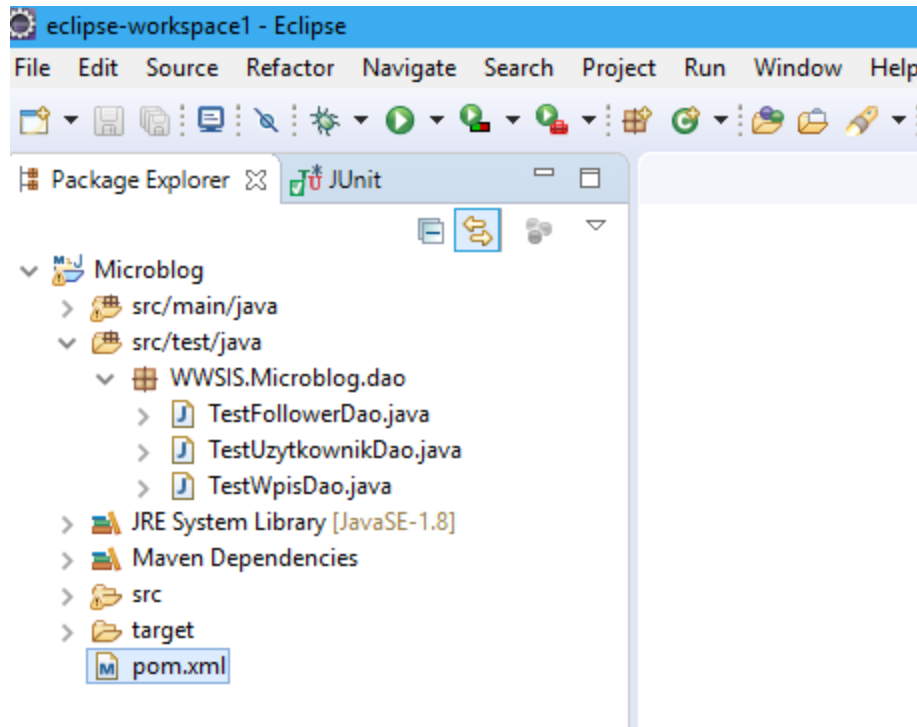 eclipse-workspace1 - Eclipse
File Edit Source Refactor Navigate Search Project Run Window Help
Package Explorer JUnit
Microblog
src/main/java
src/test/java
WWSIS.Microblog.dao
TestFollowerDao.java
TestUzytkownikDao.java
TestWpisDao.java
JRE System Library [JavaSE-1.8]
Maven Dependencies
src
target
pom.xml